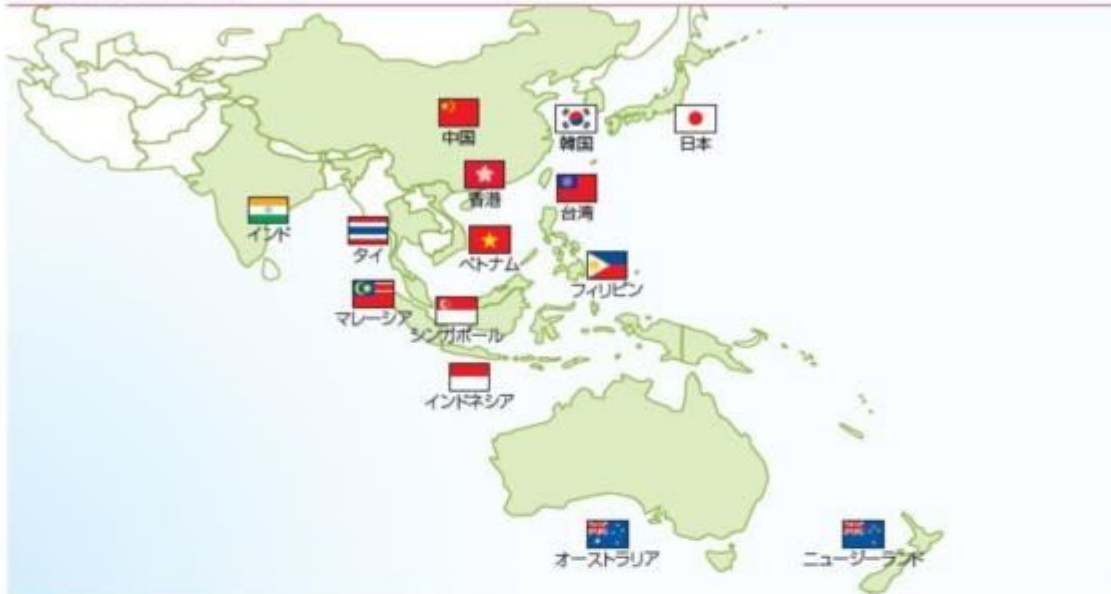 中国
韓国
日本
香港
台湾
インド
タイ
ベトナム
フィリピン
マレーシア
シンガポール
インドネシア
オーストラリア
ニュージーランド